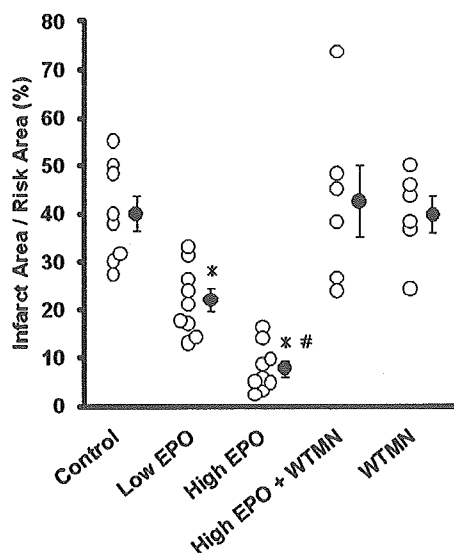 Infarct Area / Risk Area (%)
80
70
60
50
40
30
20
10
0
*
* #
Control
Low EPO
High EPO
High EPO + WTMN
WTMN